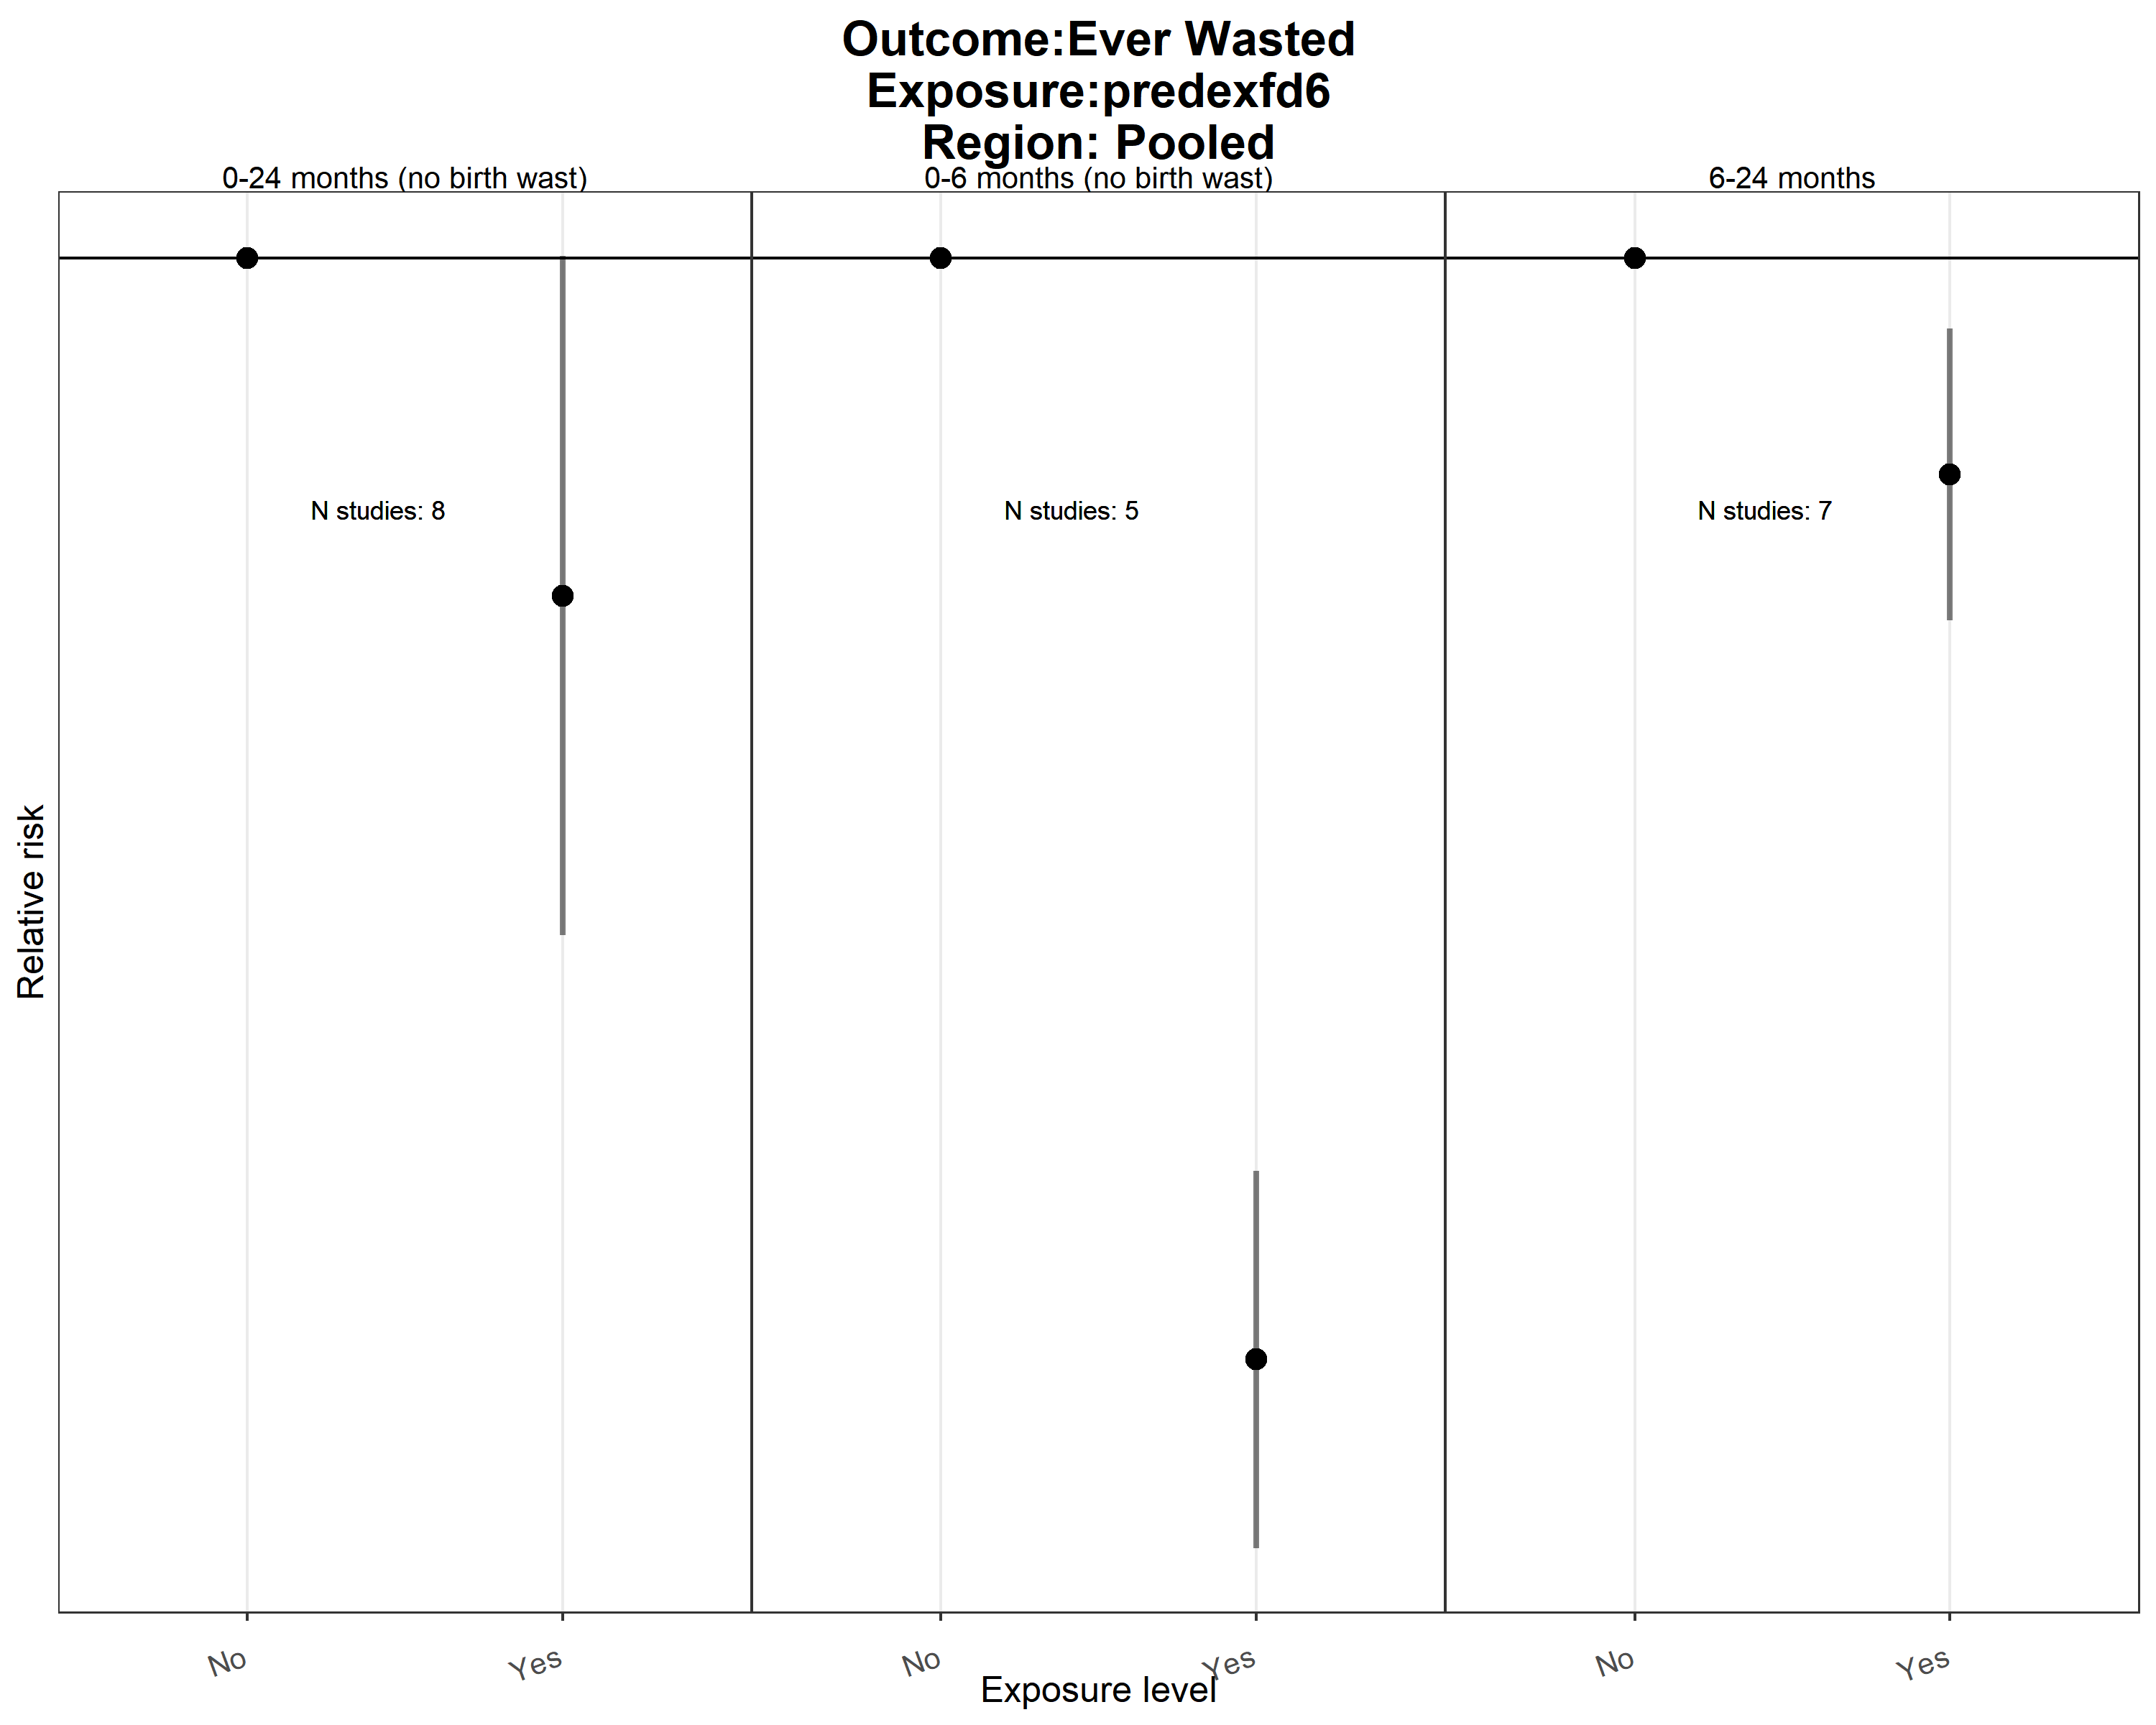 Outcome:Ever Wasted
Exposure:predexfd6
Region: Pooled
0-24 months (no birth wast)
0-6 months (no birth wast)
6-24 months
N studies: 8
N studies: 5
N studies: 7
Relative risk
No
Yes
No
Yes
No
Yes
Exposure level